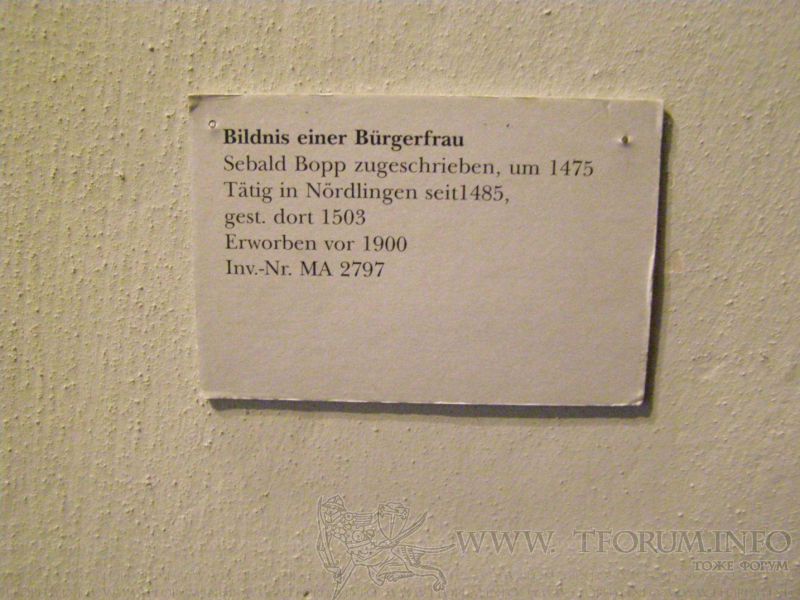 Bildnis einer Bürgerfrau
Sebald Bopp zugeschrieben, um 1475
Tätig in Nördlingen seit1485,
gest. dort 1503
Erworben vor 1900
Inv.-Nr. MA 2797
WWW. TFORUM.INFO
ТОЖЕ ФОРУМ